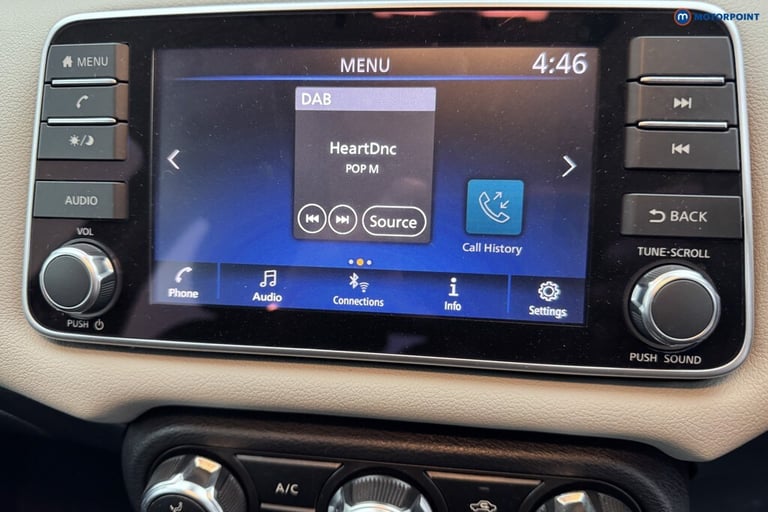 MOTORPOINT
MENU
MENU
4:46
DAB
HeartDnc
POP M
Source
Call History
AUDIO
BACK
VOL
TUNE•SCROLL
Phone
Audio
Connections
Info
Settings
PUSH
PUSH SOUND
A/C